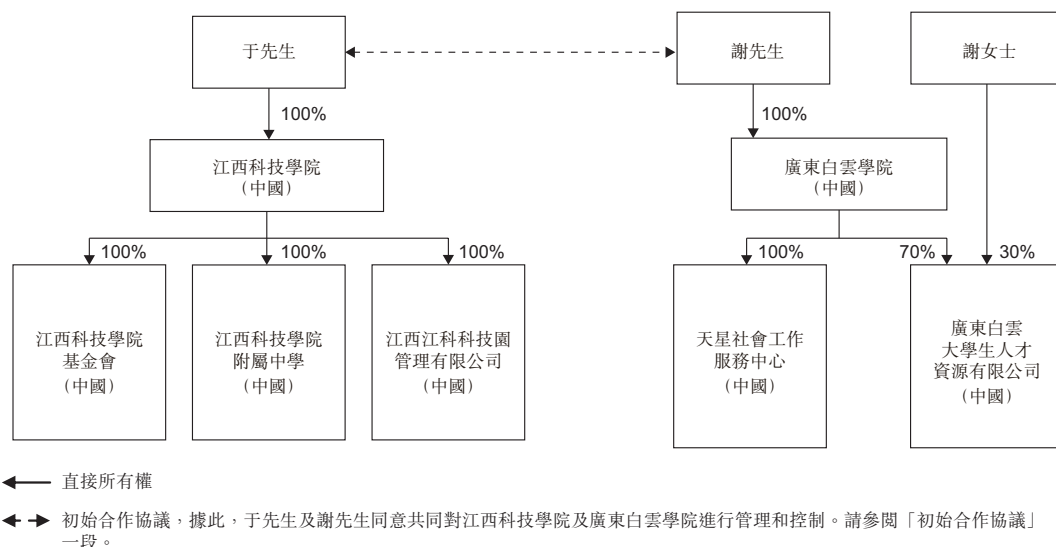 于先生
謝先生
謝女士
100%
100%
江西科技學院
(中國)
廣東白雲學院
(中國)
100%
100%
100%
100%
70%
30%
江西科技學院
基金會
(中國)
江西科技學院
附屬中學
(中國)
江西江科科技園
管理有限公司
(中國)
天星社會工作
服務中心
(中國)
廣東白雲
大學生人才
資源有限公司
(中國)
直接所有權
初始合作協議,據此,于先生及謝先生同意共同對江西科技學院及廣東白雲學院進行管理和控制。請參閱「初始合作協議」
一段。